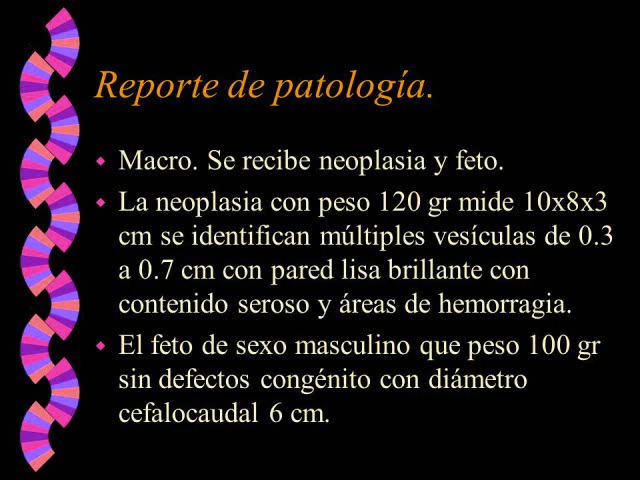 Reporte de patología.
Macro. Se recibe neoplasia y feto.
La neoplasia con peso 120 gr mide 10x8x3
cm se identifican múltiples vesículas de 0.3
a 0.7 cm con pared lisa brillante con
contenido seroso y áreas de hemorragia.
El feto de sexo masculino que peso 100 gr
sin defectos congénito con diámetro
cefalocaudal 6 cm.